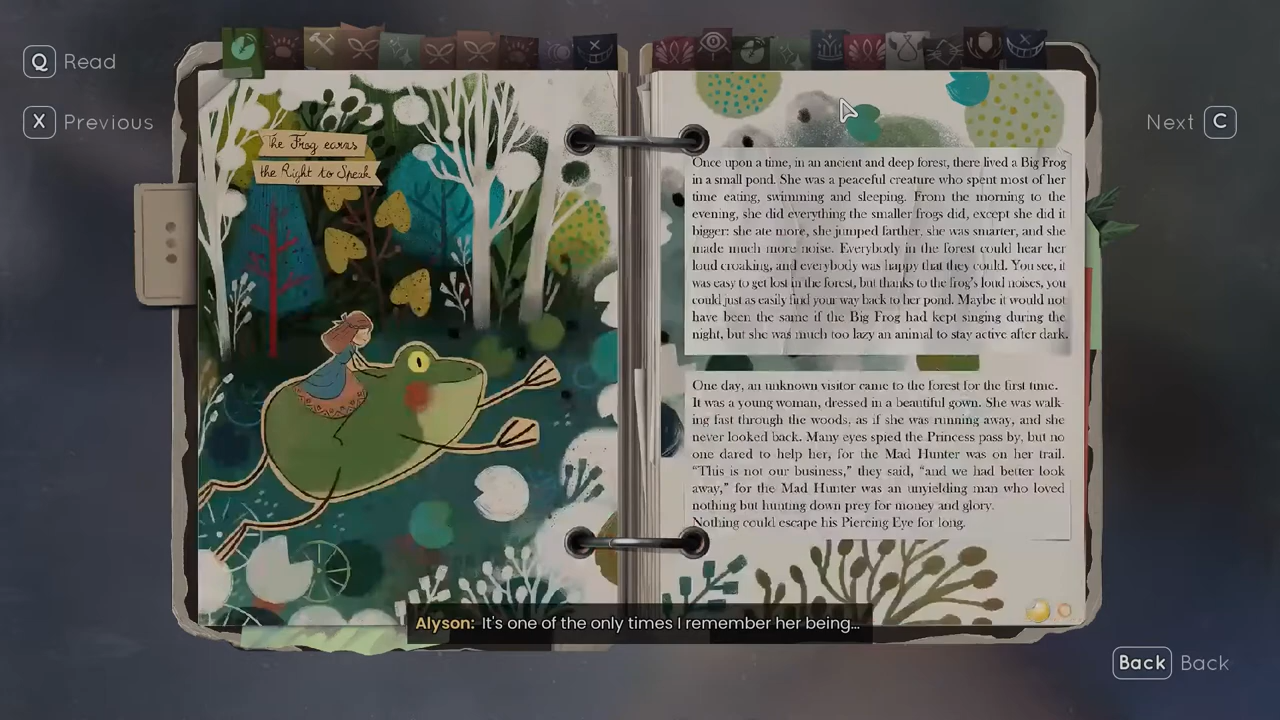 Q Read
X Previous
Next C
The Frog earns
the Right to Speak
Once upon a time, in an ancient and deep forest, there lived a Big Frog
in a small pond. She was a peaceful creature who spent most of her
time eating, swimming and sleeping. From the morning to the
evening, she did everything the smaller frogs did, except she did it
bigger: she ate more, she jumped farther, she was smarter, and she
made much more noise. Everybody in the forest could hear her
loud croaking, and everybody was happy that they could. You see, it
was easy to get lost in the forest, but thanks to the frog's loud noises, you
could just as easily find your way back to her pond. Maybe it would not
have been the same if the Big Frog had kept singing during the
night, but she was much too lazy an animal to stay active after dark.
One day, an unknown visitor came to the forest for the first time.
It was a young woman, dressed in a beautiful gown. She was walk-
ing fast through the woods, as if she was running away, and she
never looked back. Many eyes spied the Princess pass by, but no
one dared to help her, for the Mad Hunter was on her trail.
"This is not our business," they said, "and we had better look
away," for the Mad Hunter was an unyielding man who loved
nothing but hunting down prey for money and glory.
Nothing could escape his Piercing Eye for long.
Alyson: It's one of the only times I remember her being...
Back Back